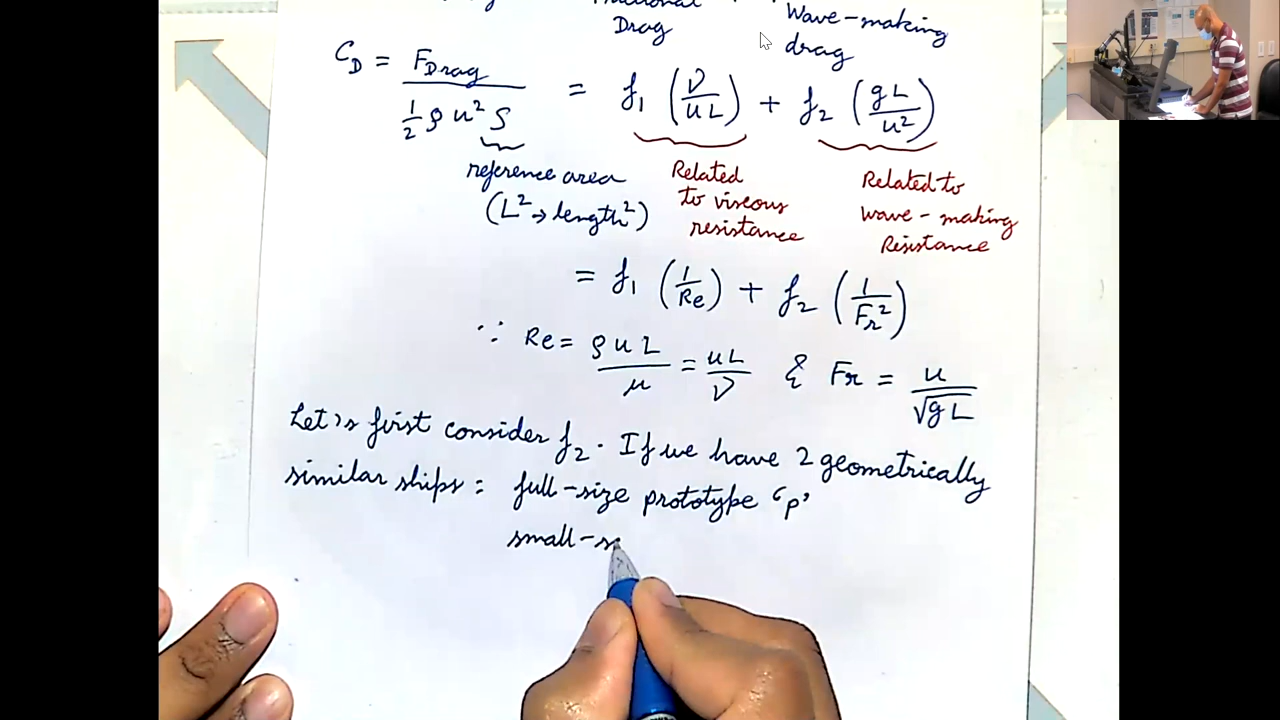 Drag
Wave-making
drag
C_D = F_Drag / (1/2 ρ u² S) = f₁ (ν / uL) + f₂ (gL / u²)
reference area
(L² → length²)
Related
to viscous
resistance
Related to
wave-making
Resistance
= f₁ (1/Re) + f₂ (1/Fr²)
∵ Re = ρuL / μ = uL / ν & Fr = u / √gL
Let's first consider f₂. If we have 2 geometrically
similar ships: full-size prototype 'p'
small-s